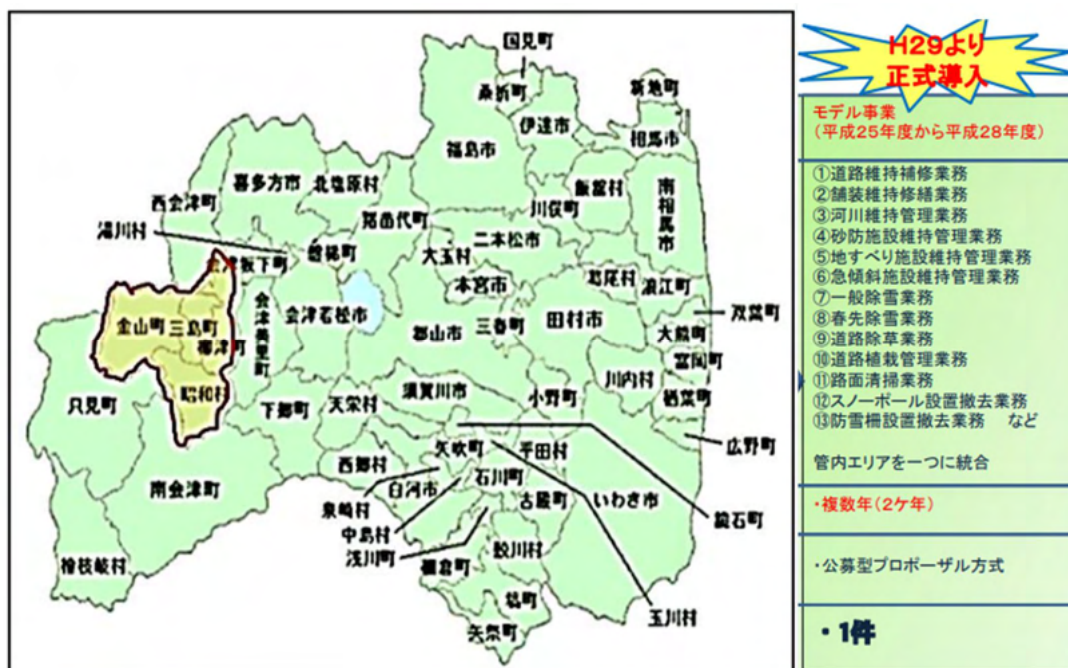 国見町
桑折町
新地町
伊達市
相馬市
福島市
喜多方市
北塩原村
飯舘村
南相馬市
西会津町
猪苗代町
川俣町
湯川村
磐梯町
二本松市
大玉村
会津坂下町
本宮市
葛尾村
浪江町
会津若松市
双葉町
金山町
三島町
会津美里町
郡山市
三春町
田村市
大熊町
柳津町
富岡町
川内村
昭和村
須賀川市
小野町
楢葉町
只見町
下郷町
天栄村
広野町
矢吹町
平田村
西郷村
石川町
南会津町
白河市
古殿町
いわき市
泉崎村
鏡石町
中島村
浅川町
鮫川村
棚倉町
檜枝岐村
塙町
玉川村
矢祭町
H29より
正式導入
モデル事業
(平成25年度から平成28年度)
①道路維持補修業務
②舗装維持修繕業務
③河川維持管理業務
④砂防施設維持管理業務
⑤地すべり施設維持管理業務
⑥急傾斜施設維持管理業務
⑦一般除雪業務
⑧春先除雪業務
⑨道路除草業務
⑩道路植栽管理業務
⑪路面清掃業務
⑫スノーポール設置撤去業務
⑬防雪柵設置撤去業務 など
管内エリアを一つに統合
・複数年(2ケ年)
・公募型プロポーザル方式
・1件